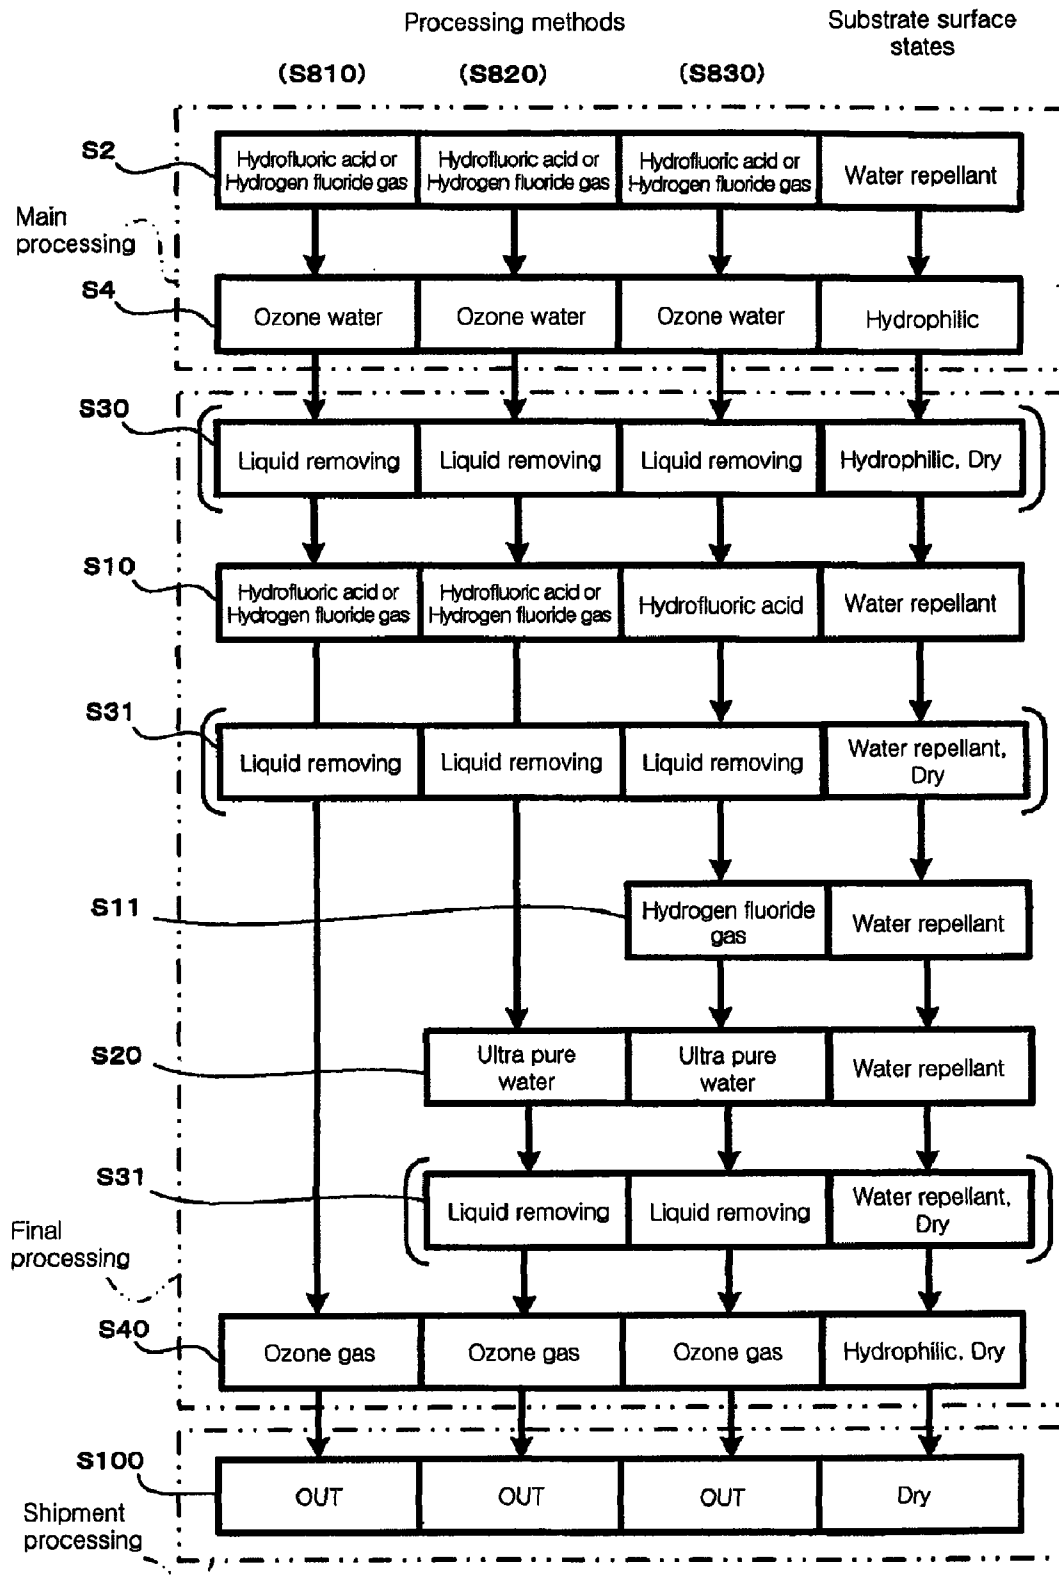 Processing methods
Substrate surface
states
(S810)
(S820)
(S830)
S2
Hydrofluoric acid or
Hydrogen fluoride gas
Hydrofluoric acid or
Hydrogen fluoride gas
Hydrofluoric acid or
Hydrogen fluoride gas
Water repellant
Main
processing
S4
Ozone water
Ozone water
Ozone water
Hydrophilic
S30
Liquid removing
Liquid removing
Liquid removing
Hydrophilic, Dry
S10
Hydrofluoric acid or
Hydrogen fluoride gas
Hydrofluoric acid or
Hydrogen fluoride gas
Hydrofluoric acid
Water repellant
S31
Liquid removing
Liquid removing
Liquid removing
Water repellant,
Dry
S11
Hydrogen fluoride
gas
Water repellant
S20
Ultra pure
water
Ultra pure
water
Water repellant
S31
Liquid removing
Liquid removing
Water repellant,
Dry
Final
processing
S40
Ozone gas
Ozone gas
Ozone gas
Hydrophilic, Dry
S100
OUT
OUT
OUT
Dry
Shipment
processing